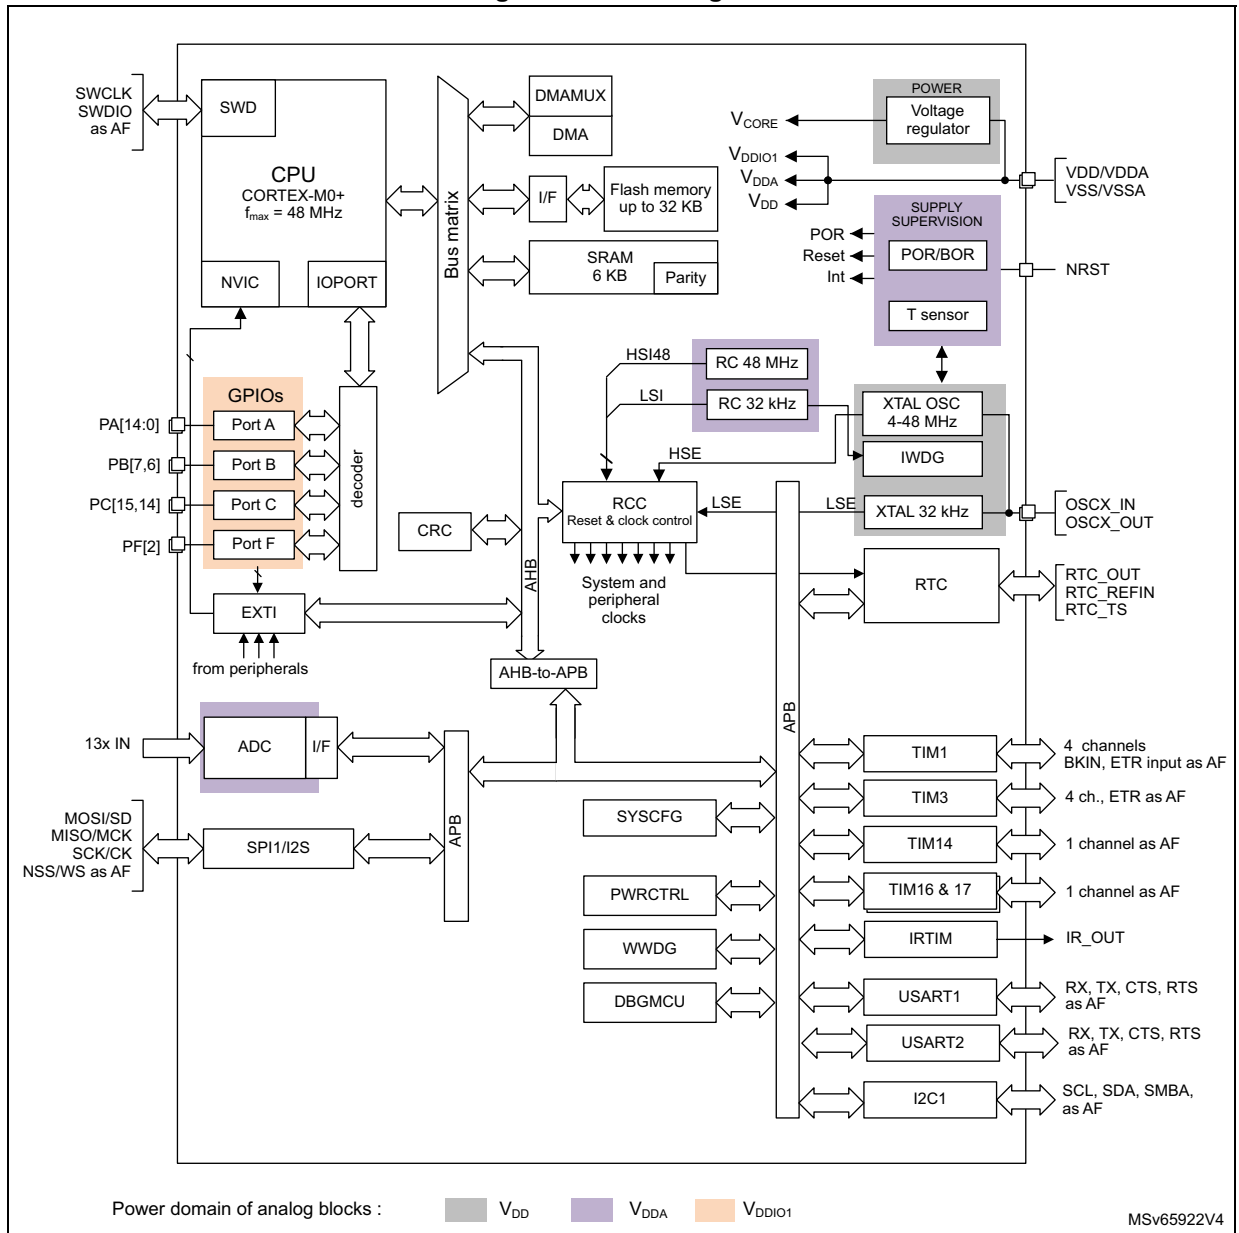 SWCLK
SWDIO
as AF
SWD
CPU
CORTEX-M0+
fmax = 48 MHz
NVIC
IOPORT
Bus matrix
DMAMUX
DMA
I/F
Flash memory
up to 32 KB
SRAM
6 KB
Parity
POWER
Voltage
regulator
VCORE
VDDIO1
VDDA
VDD
VDD/VDDA
VSS/VSSA
SUPPLY
SUPERVISION
POR
Reset
Int
POR/BOR
NRST
T sensor
HSI48
RC 48 MHz
LSI
RC 32 kHz
XTAL OSC
4-48 MHz
HSE
IWDG
LSE
LSE
XTAL 32 kHz
OSCX_IN
OSCX_OUT
GPIOs
PA[14:0]
Port A
PB[7,6]
Port B
PC[15,14]
Port C
PF[2]
Port F
decoder
CRC
AHB
RCC
Reset & clock control
System and
peripheral
clocks
RTC
RTC_OUT
RTC_REFIN
RTC_TS
EXTI
from peripherals
AHB-to-APB
APB
13x IN
ADC
I/F
APB
MOSI/SD
MISO/MCK
SCK/CK
NSS/WS as AF
SPI1/I2S
SYSCFG
PWRCTRL
WWDG
DBGMCU
TIM1
4 channels
BKIN, ETR input as AF
TIM3
4 ch., ETR as AF
TIM14
1 channel as AF
TIM16 & 17
1 channel as AF
IRTIM
IR_OUT
USART1
RX, TX, CTS, RTS
as AF
USART2
RX, TX, CTS, RTS
as AF
I2C1
SCL, SDA, SMBA,
as AF
Power domain of analog blocks :
VDD
VDDA
VDDIO1
MSv65922V4